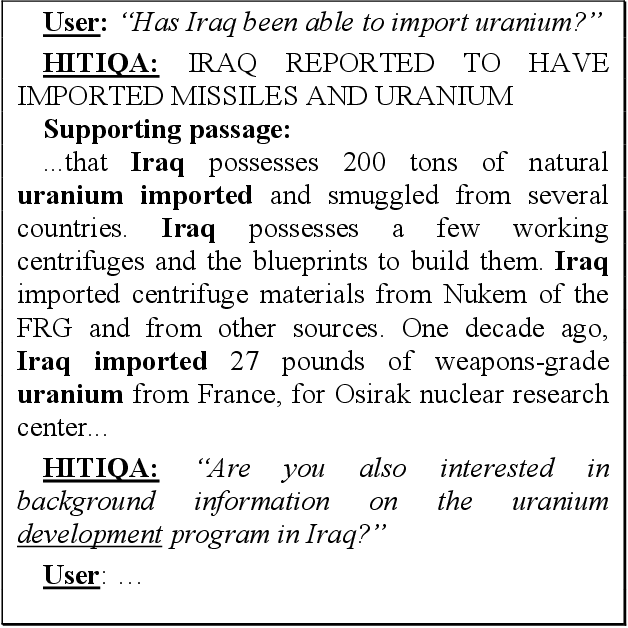 User: “Has Iraq been able to import uranium?”
HITIQA: IRAQ REPORTED TO HAVE
IMPORTED MISSILES AND URANIUM
Supporting passage:
...that Iraq possesses 200 tons of natural
uranium imported and smuggled from several
countries. Iraq possesses a few working
centrifuges and the blueprints to build them. Iraq
imported centrifuge materials from Nukem of the
FRG and from other sources. One decade ago,
Iraq imported 27 pounds of weapons-grade
uranium from France, for Osirak nuclear research
center...
HITIQA: “Are you also interested in
background information on the uranium
development program in Iraq?”
User: …